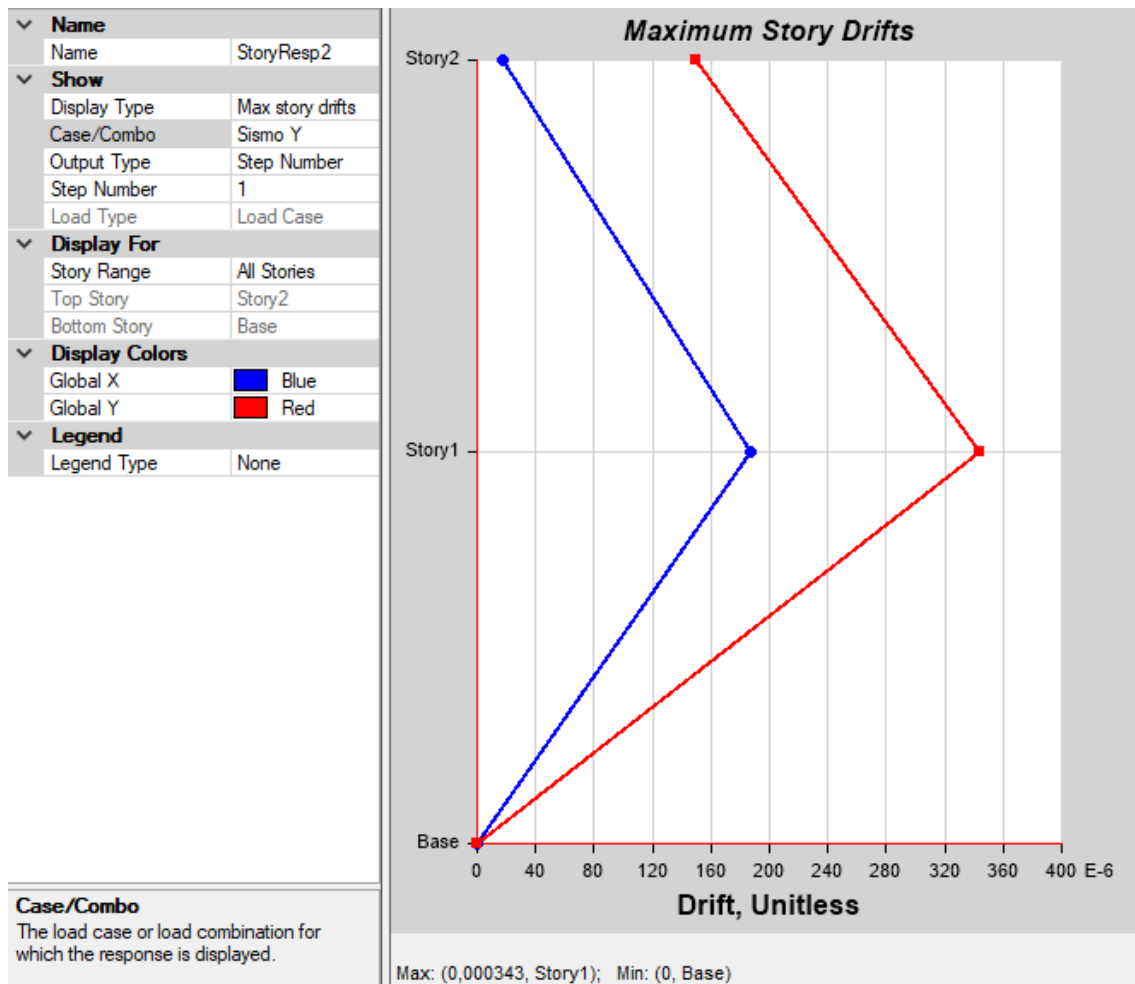 Name
Name StoryResp2
Show
Display Type Max story drifts
Case/Combo Sismo Y
Output Type Step Number
Step Number 1
Load Type Load Case
Display For
Story Range All Stories
Top Story Story2
Bottom Story Base
Display Colors
Global X Blue
Global Y Red
Legend
Legend Type None
Case/Combo
The load case or load combination for
which the response is displayed.
Maximum Story Drifts
Story2
Story1
Base
0 40 80 120 160 200 240 280 320 360 400 E-6
Drift, Unitless
Max: (0,000343, Story1); Min: (0, Base)